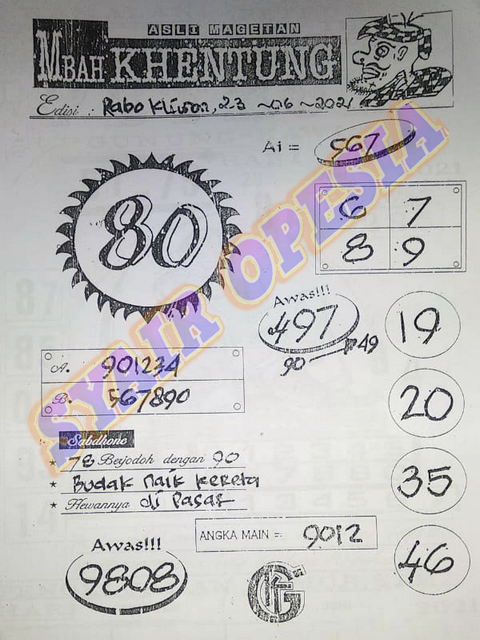 ASLI MAGETAN
MBAH KHENTUNG
Edisi : Rabo Kliwon, 23 - 06 - 2021
Ai = 567
80
6 7
8 9
Awas!!!
497
90 49
19
20
35
46
A. 901234
B. 567890
Sabdhono
★ 78 Berjodoh dengan 90
★ Budak naik kereta
★ Hewannya di Pasar
ANGKA MAIN = 9012
Awas!!!
9808
SYAIR OPESIA